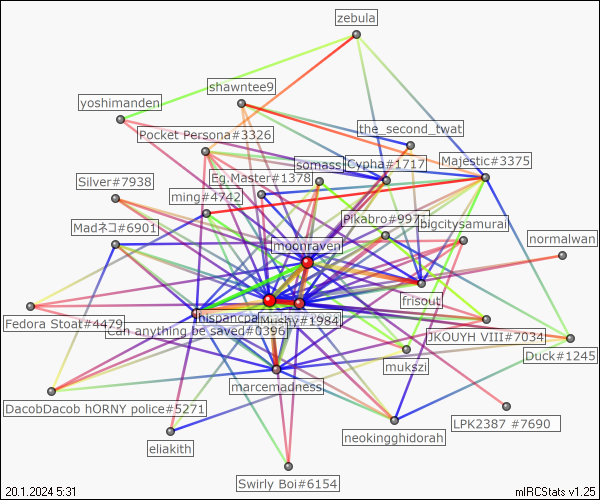 zebula
shawntee9
yoshimanden
the_second_twat
Pocket Persona#3326
somass
Cypha#1717
Majestic#3375
Eg.Master#1378
Silver#7938
ming#4742
Pikabro#997
bigcitysamurai
Madネコ#6901
moonraven
normalwan
frisout
hispancpa
Mushy#1984
Fedora Stoat#4479
Can anything be saved#0396
JKOUYH VIII#7034
Duck#1245
mukszi
marcemadness
DacobDacob hORNY police#5271
LPK2387 #7690
neokingghidorah
eliakith
Swirly Boi#6154
20.1.2024 5:31
mIRCStats v1.25